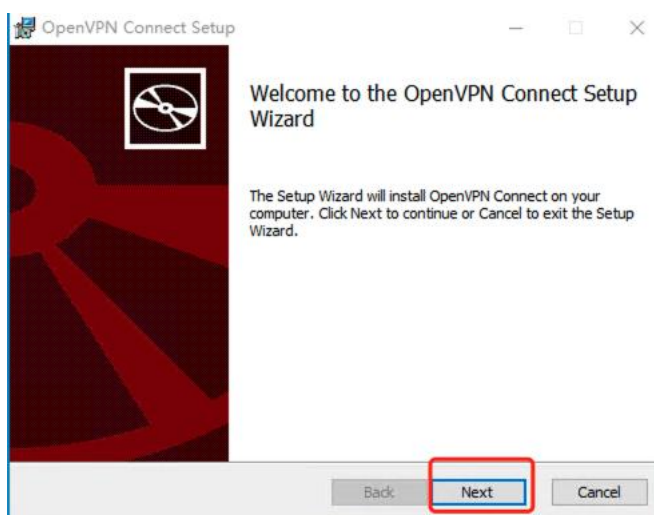 OpenVPN Connect Setup
Welcome to the OpenVPN Connect Setup
Wizard
The Setup Wizard will install OpenVPN Connect on your
computer. Click Next to continue or Cancel to exit the Setup
Wizard.
Back Next Cancel